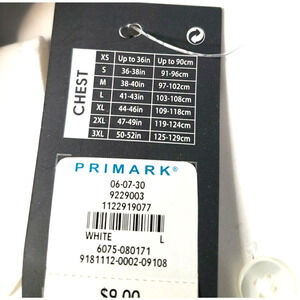 CHEST
XS Up to 36in Up to 90cm
S 36-38in 91-96cm
M 38-40in 97-102cm
L 41-43in 103-108cm
XL 44-46in 109-118cm
2XL 47-49in 119-124cm
3XL 50-52in 125-129cm
PRIMARK®
06-07-30
9229003
1122919077
WHITE L
6075-080171
9181112-0002-09108
$9.00